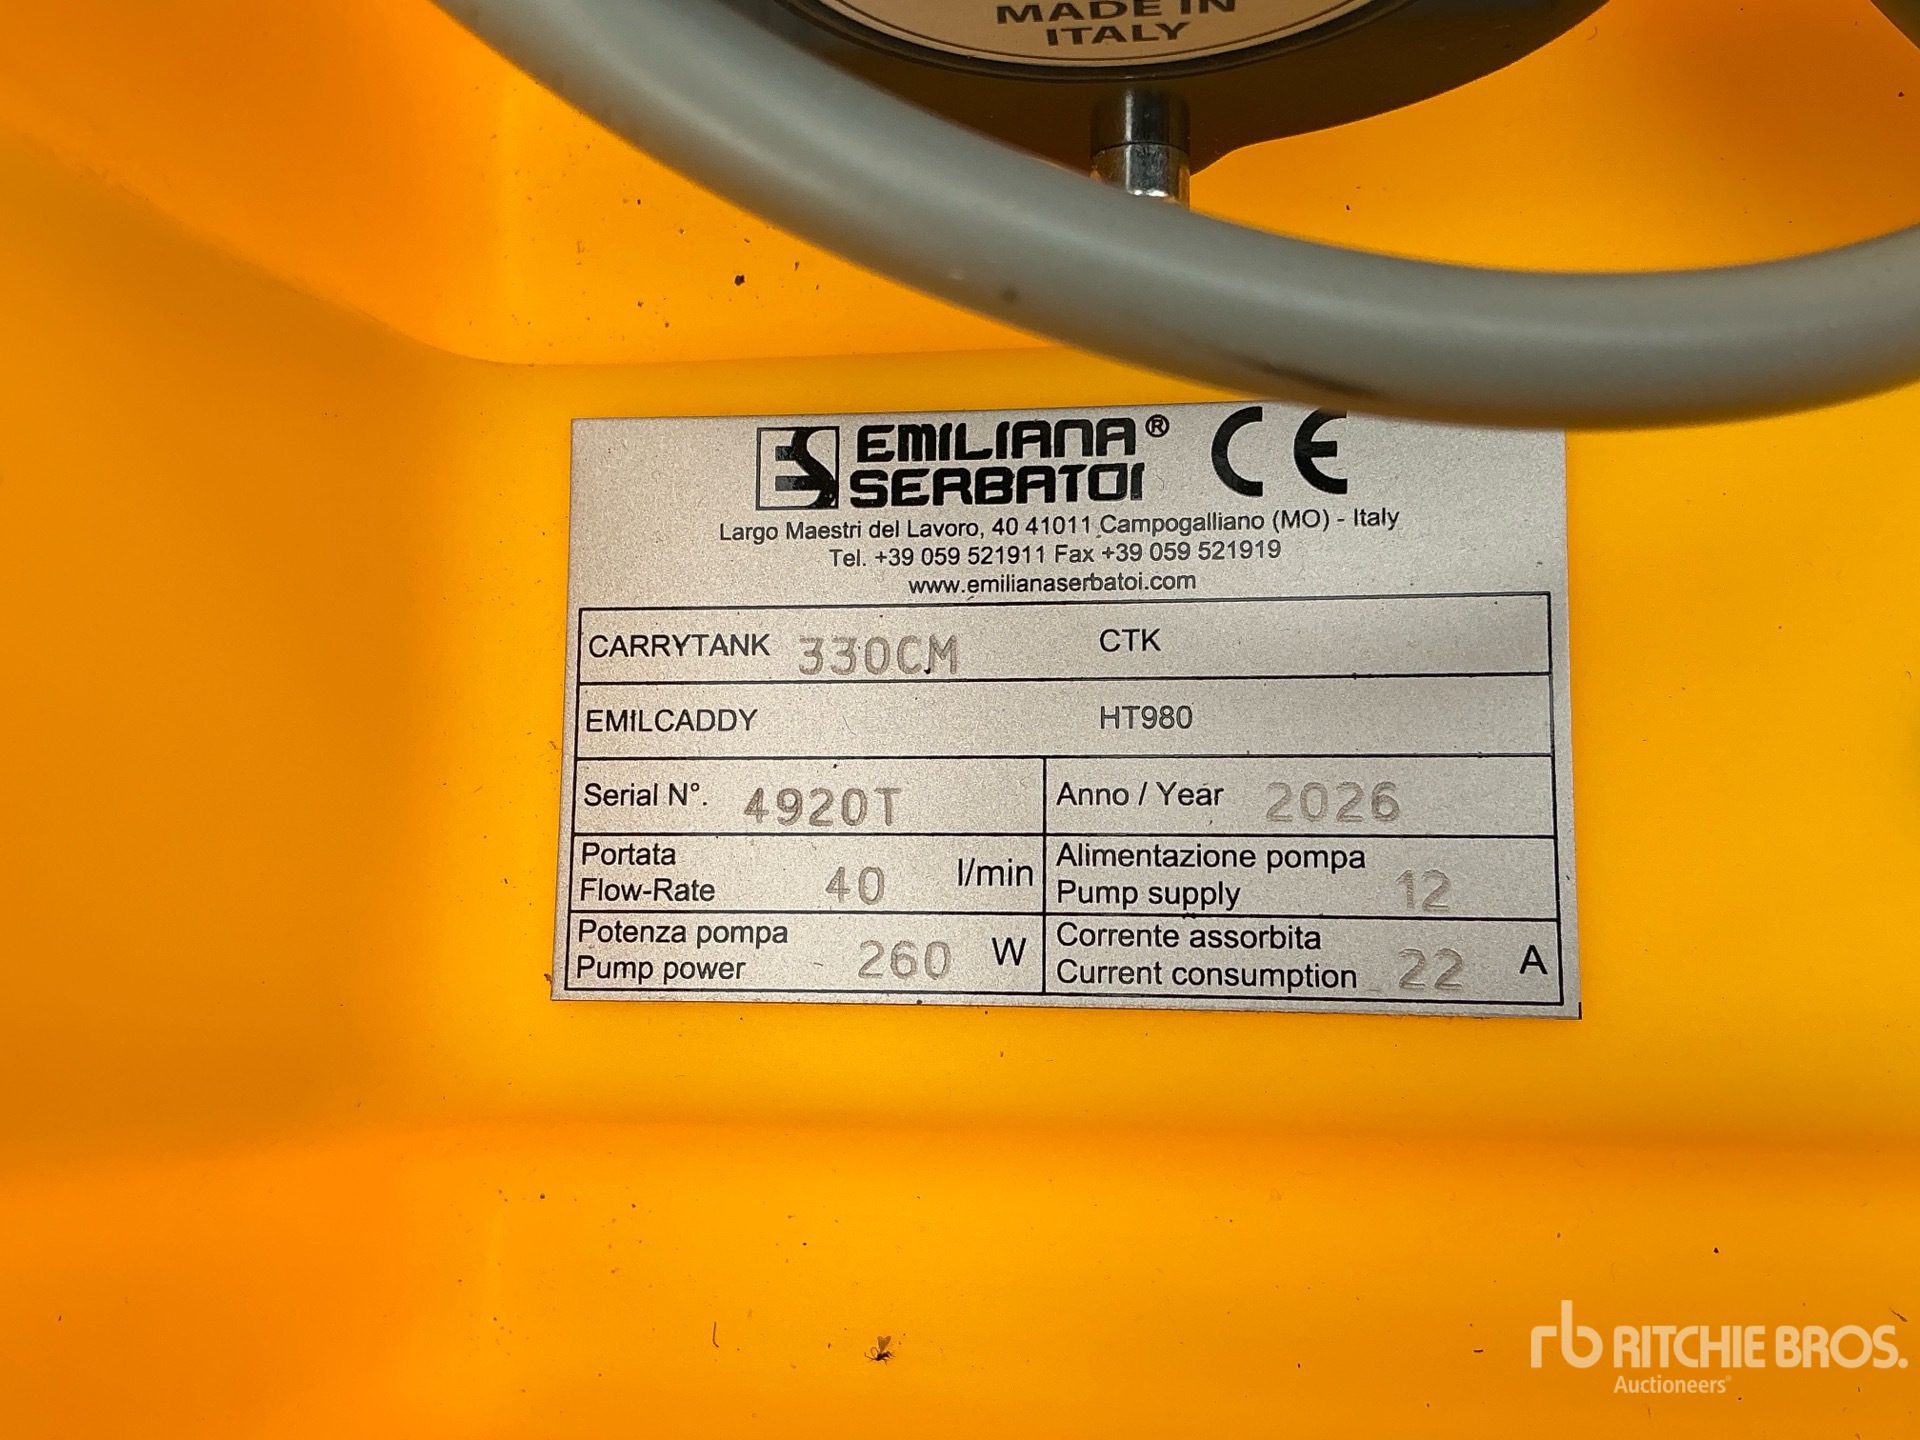 MADE IN
ITALY
ES EMILIANA®
SERBATOI CE
Largo Maestri del Lavoro, 40 41011 Campogalliano (MO) - Italy
Tel. +39 059 521911 Fax +39 059 521919
www.emilianaserbatoi.com
CARRYTANK 330CM CTK
EMILCADDY HT980
Serial N°. 4920T Anno / Year 2026
Portata
Flow-Rate 40 l/min
Alimentazione pompa
Pump supply 12
Potenza pompa
Pump power 260 W
Corrente assorbita
Current consumption 22 A
rb RITCHIE BROS.
Auctioneers